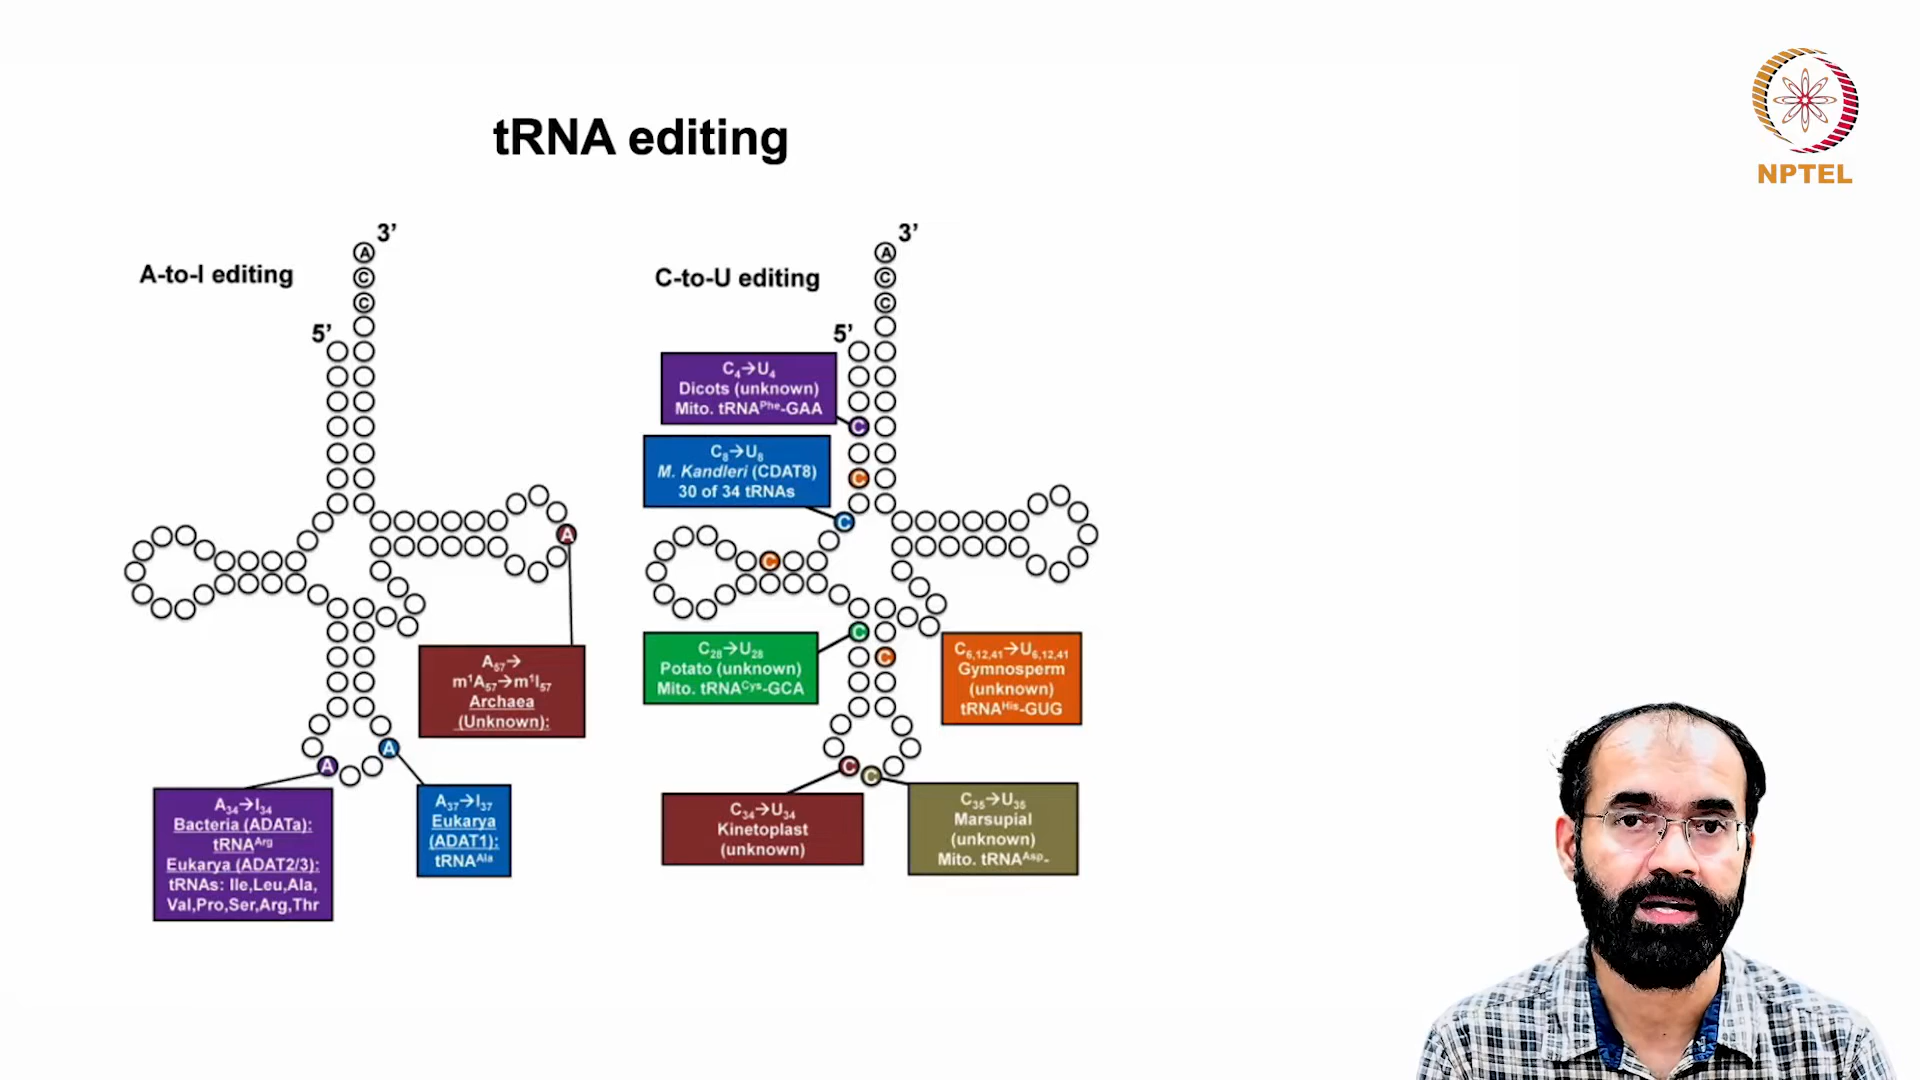 NPTEL
tRNA editing
A-to-I editing
3’
A
C
C
5’
A
A
A
A₅₇→
m¹A₅₇→m¹I₅₇
Archaea
(Unknown):
A₃₄→I₃₄
Bacteria (ADATa):
tRNAᴬʳᵍ
Eukarya (ADAT2/3):
tRNAs: Ile,Leu,Ala,
Val,Pro,Ser,Arg,Thr
A₃₇→I₃₇
Eukarya
(ADAT1):
tRNAᴬˡᵃ
C-to-U editing
3’
A
C
C
5’
C₄→U₄
Dicots (unknown)
Mito. tRNAᴾʰᵉ-GAA
C
C₈→U₈
M. Kandleri (CDAT8)
30 of 34 tRNAs
C
C
C
C₂₈→U₂₈
Potato (unknown)
Mito. tRNAᶜʸˢ-GCA
C
C
C₆,₁₂,₄₁→U₆,₁₂,₄₁
Gymnosperm
(unknown)
tRNAᴴⁱˢ-GUG
C
C
C₃₄→U₃₄
Kinetoplast
(unknown)
C₃₅→U₃₅
Marsupial
(unknown)
Mito. tRNAᴬˢᵖ-